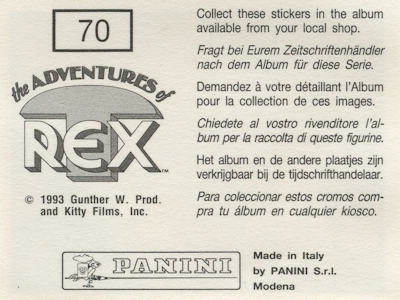 70
the ADVENTURES of
T REX
© 1993 Gunther W. Prod.
and Kitty Films, Inc.
Collect these stickers in the album
available from your local shop.
Fragt bei Eurem Zeitschriftenhändler
nach dem Album für diese Serie.
Demandez à votre détaillant l'Album
pour la collection de ces images.
Chiedete al vostro rivenditore l'al-
bum per la raccolta di queste figurine.
Het album en de andere plaatjes zijn
verkrijgbaar bij de tijdschrifthandelaar.
Para coleccionar estos cromos com-
pra tu álbum en cualquier kiosco.
PANINI
Made in Italy
by PANINI S.r.l.
Modena